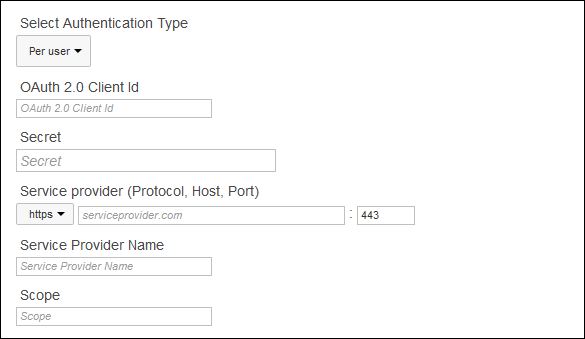 Select Authentication Type
Per user
OAuth 2.0 Client Id
OAuth 2.0 Client Id
Secret
Secret
Service provider (Protocol, Host, Port)
https serviceprovider.com : 443
Service Provider Name
Service Provider Name
Scope
Scope